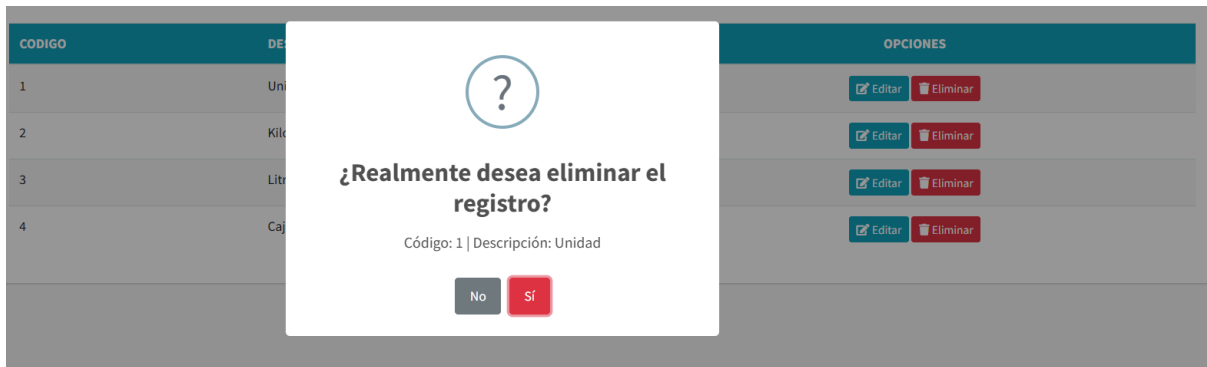 CODIGO DE OPCIONES
1 Uni Editar Eliminar
2 Kilo Editar Eliminar
3 Litr Editar Eliminar
4 Caj Editar Eliminar
?
¿Realmente desea eliminar el
registro?
Código: 1 | Descripción: Unidad
No Sí